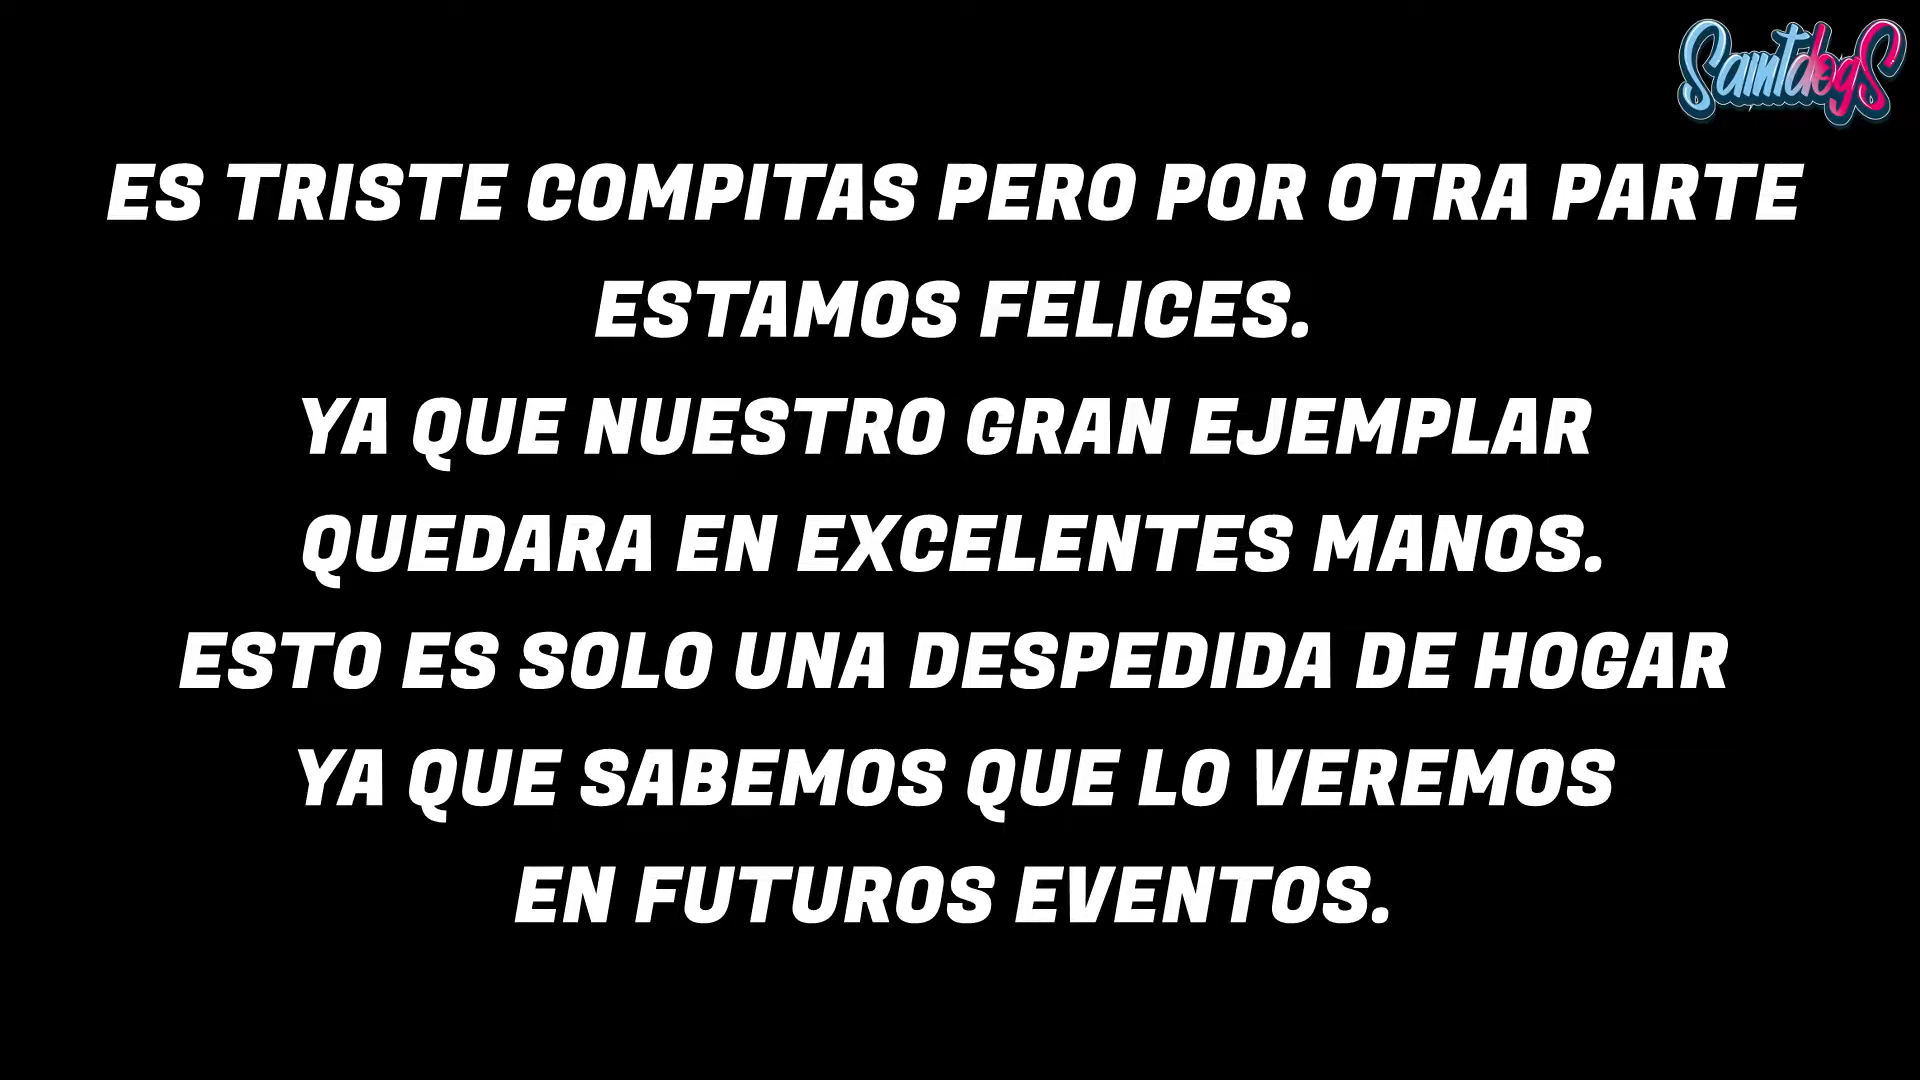 SaintdogS
ES TRISTE COMPITAS PERO POR OTRA PARTE
ESTAMOS FELICES.
YA QUE NUESTRO GRAN EJEMPLAR
QUEDARA EN EXCELENTES MANOS.
ESTO ES SOLO UNA DESPEDIDA DE HOGAR
YA QUE SABEMOS QUE LO VEREMOS
EN FUTUROS EVENTOS.